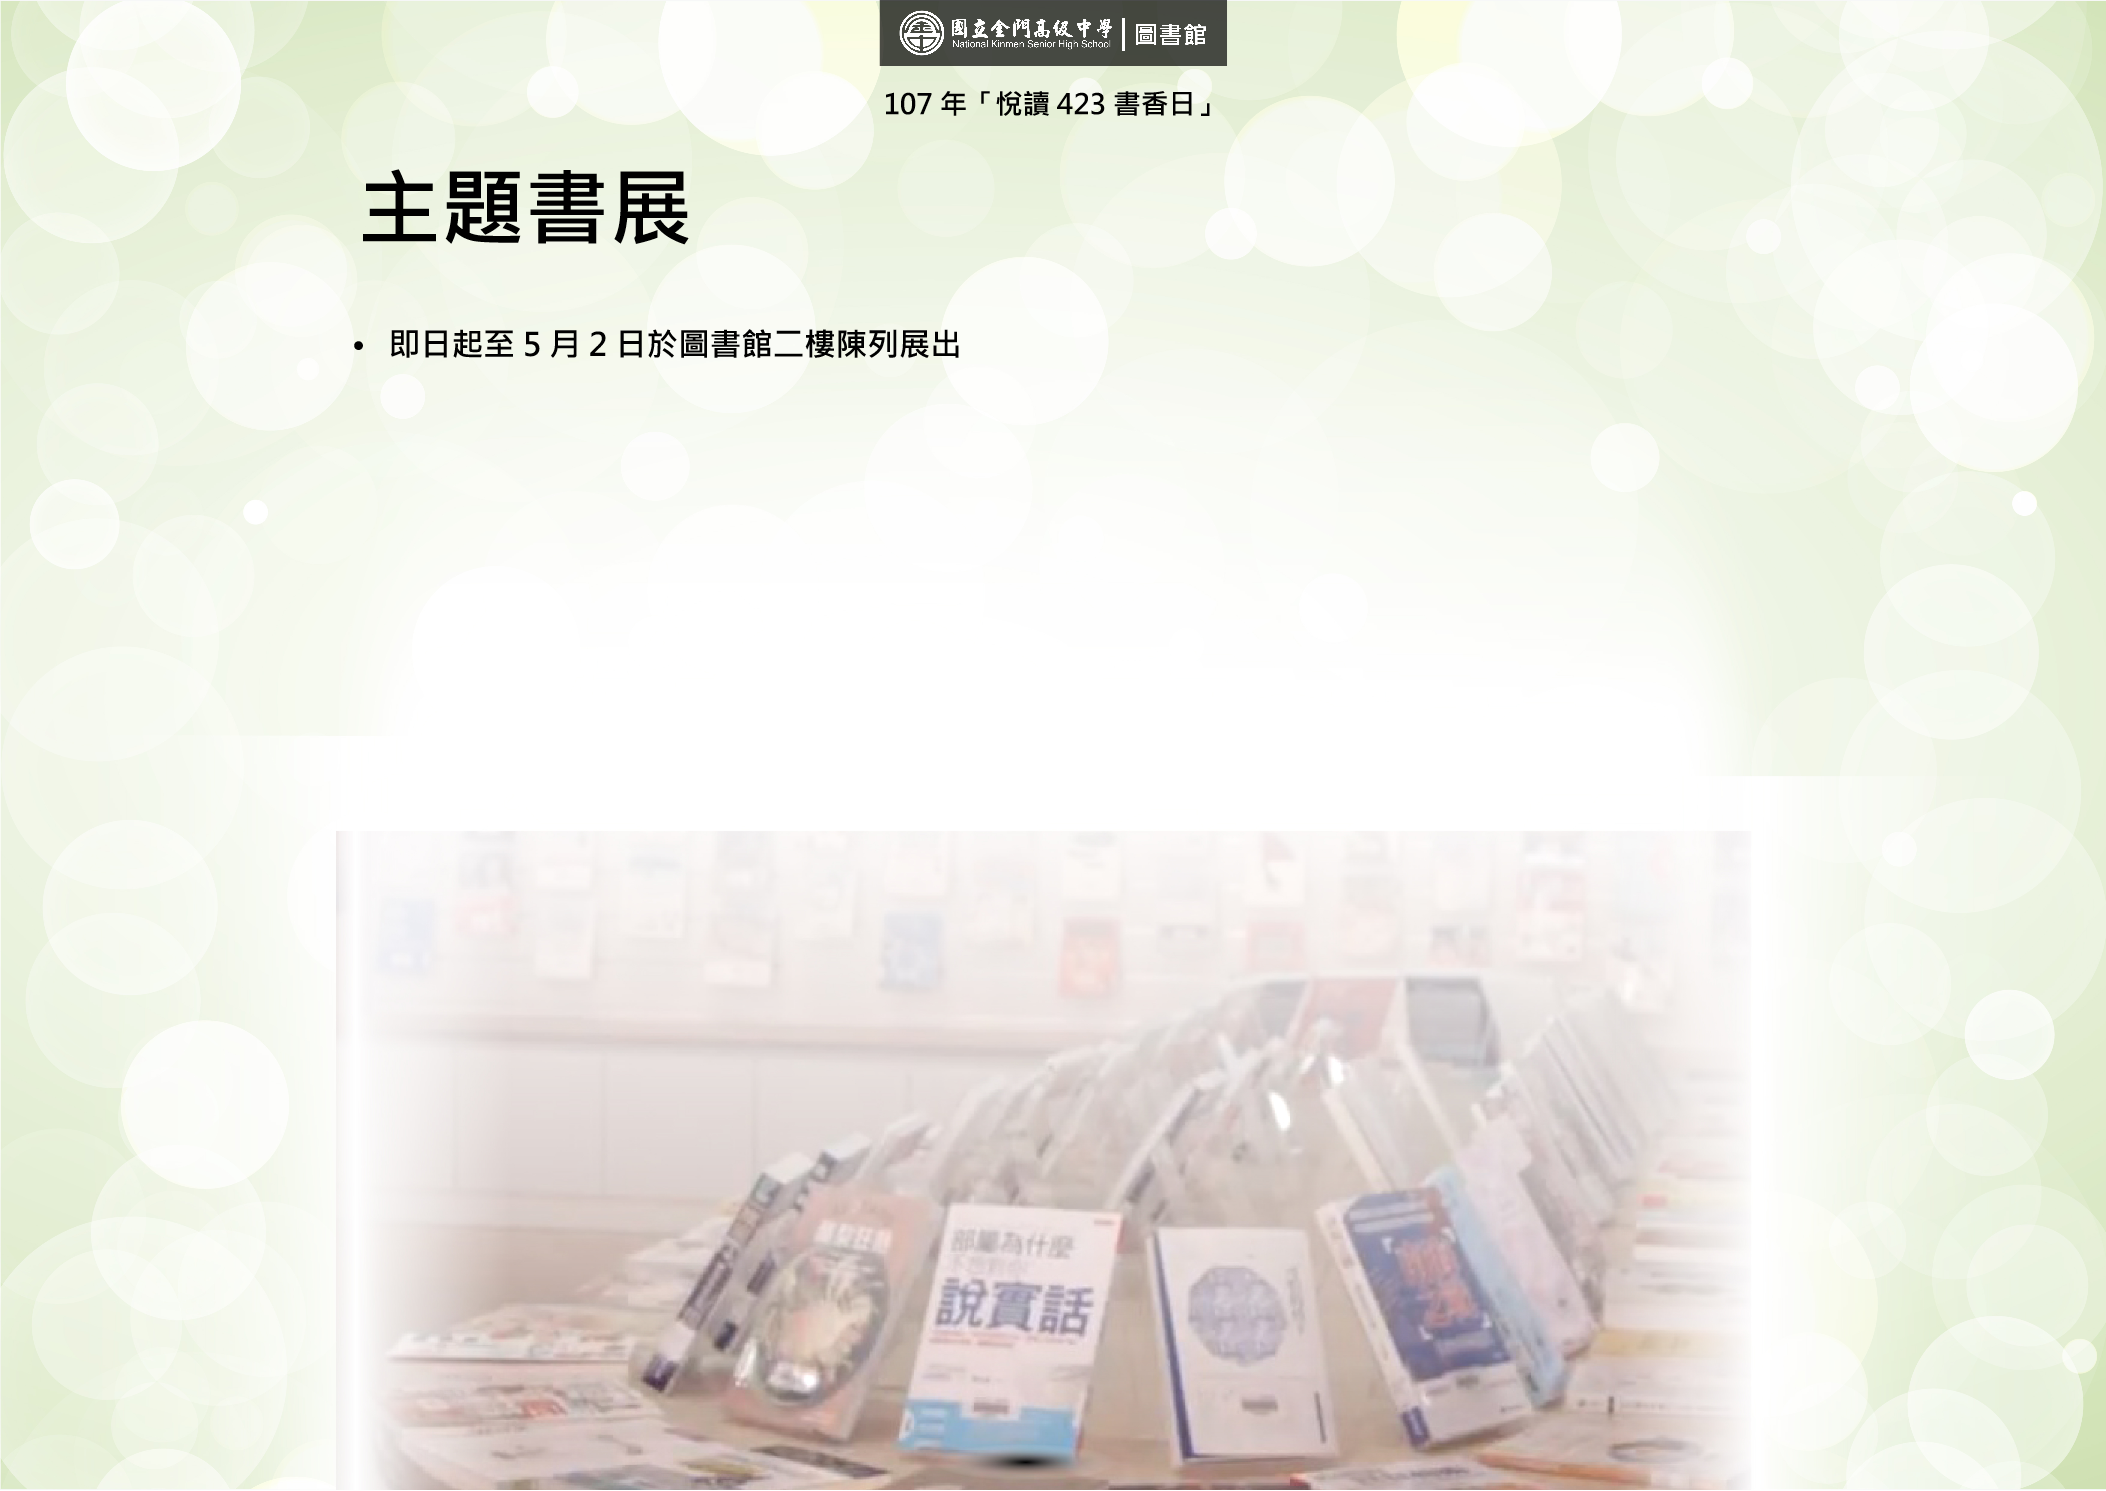 國立金門高級中學
National Kinmen Senior High School
圖書館
107 年「悅讀 423 書香日」
主題書展
• 即日起至 5 月 2 日於圖書館二樓陳列展出
部屬為什麼
說實話